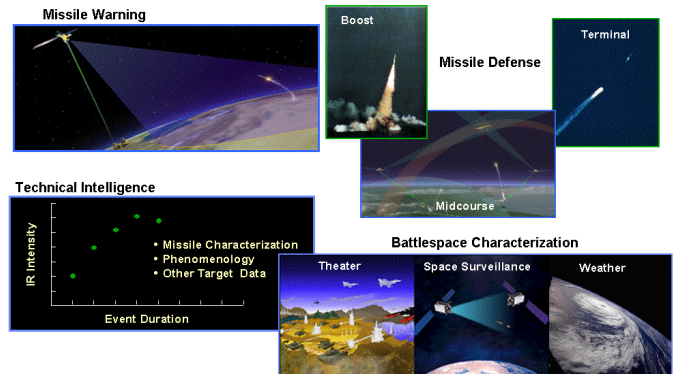 Missile Warning
Boost
Missile Defense
Terminal
Midcourse
Technical Intelligence
IR Intensity
• Missile Characterization
• Phenomenology
• Other Target Data
Event Duration
Battlespace Characterization
Theater
Space Surveillance
Weather